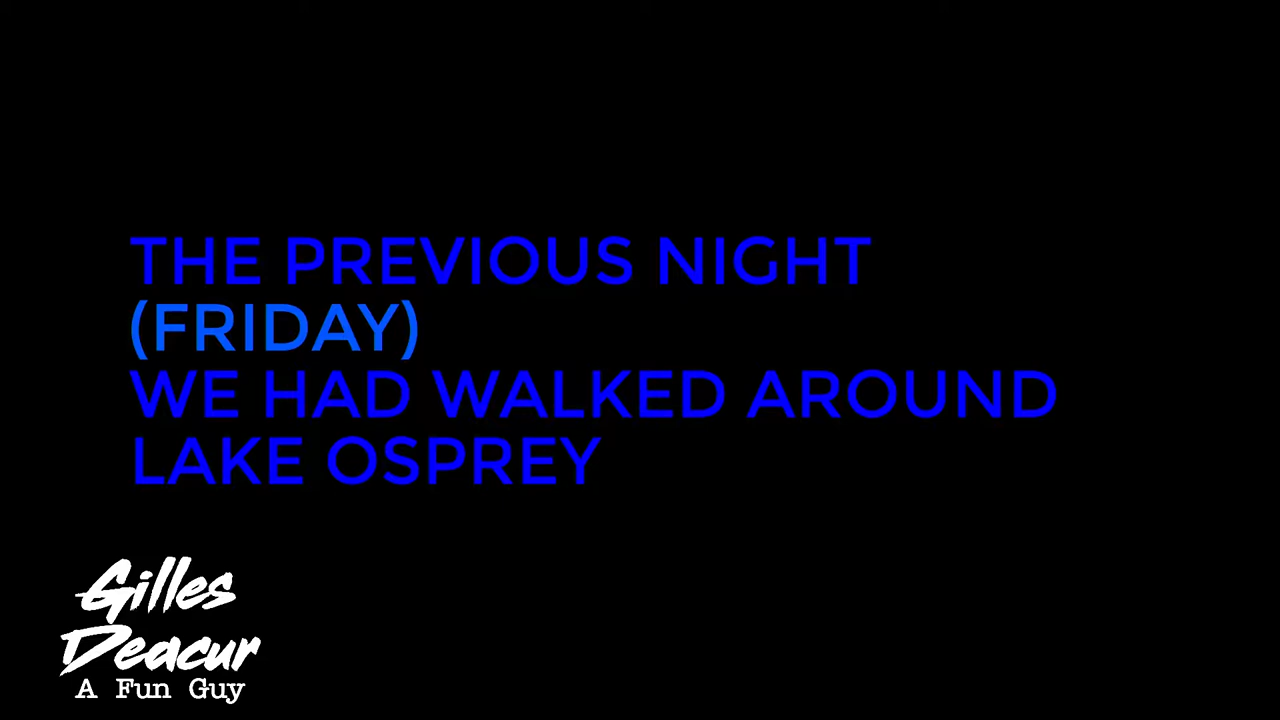 THE PREVIOUS NIGHT
(FRIDAY)
WE HAD WALKED AROUND
LAKE OSPREY
Gilles
Deacur
A Fun Guy